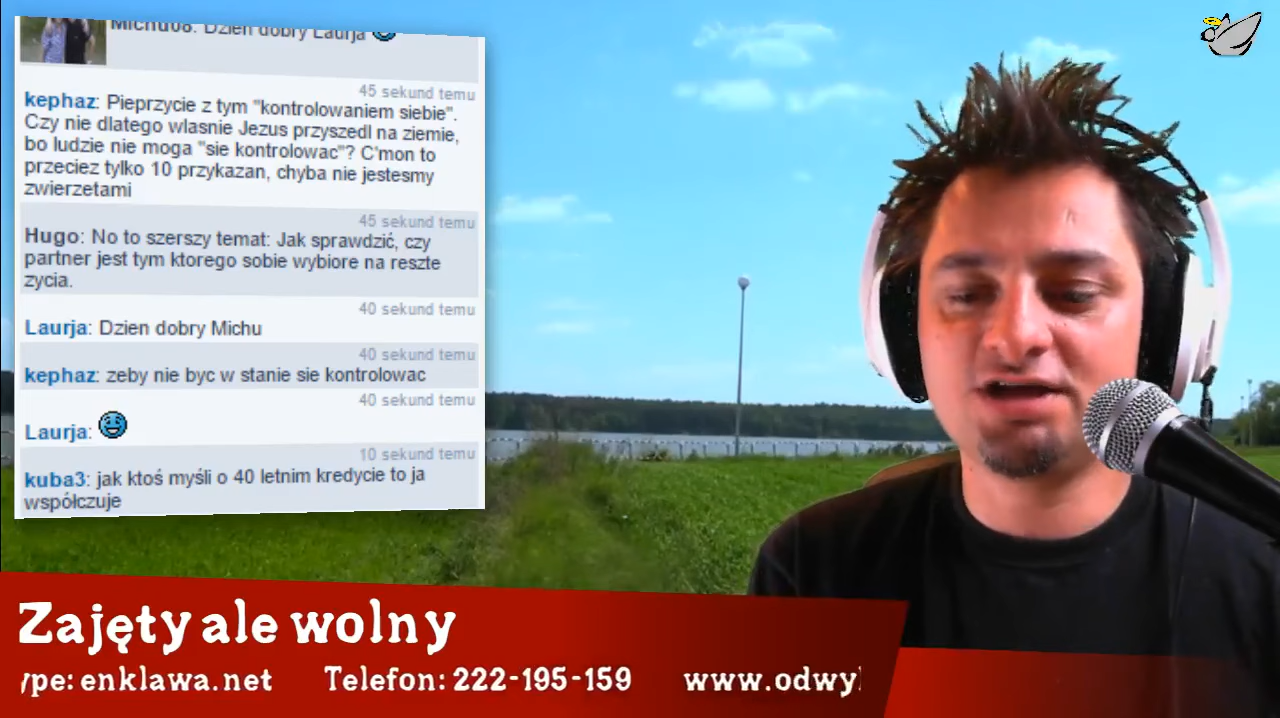 Michu08: Dzien dobry Laurja
45 sekund temu
kephaz: Pieprzycie z tym "kontrolowaniem siebie".
Czy nie dlatego wlasnie Jezus przyszedl na ziemie,
bo ludzie nie moga "sie kontrolowac"? C'mon to
przeciez tylko 10 przykazan, chyba nie jestesmy
zwierzetami
45 sekund temu
Hugo: No to szerszy temat: Jak sprawdzić, czy
partner jest tym ktorego sobie wybiore na reszte
zycia.
40 sekund temu
Laurja: Dzien dobry Michu
40 sekund temu
kephaz: zeby nie byc w stanie sie kontrolowac
40 sekund temu
Laurja:
10 sekund temu
kuba3: jak ktoś myśli o 40 letnim kredycie to ja
współczuje
Zajęty ale wolny
ype: enklawa.net Telefon: 222-195-159 www.odwyk